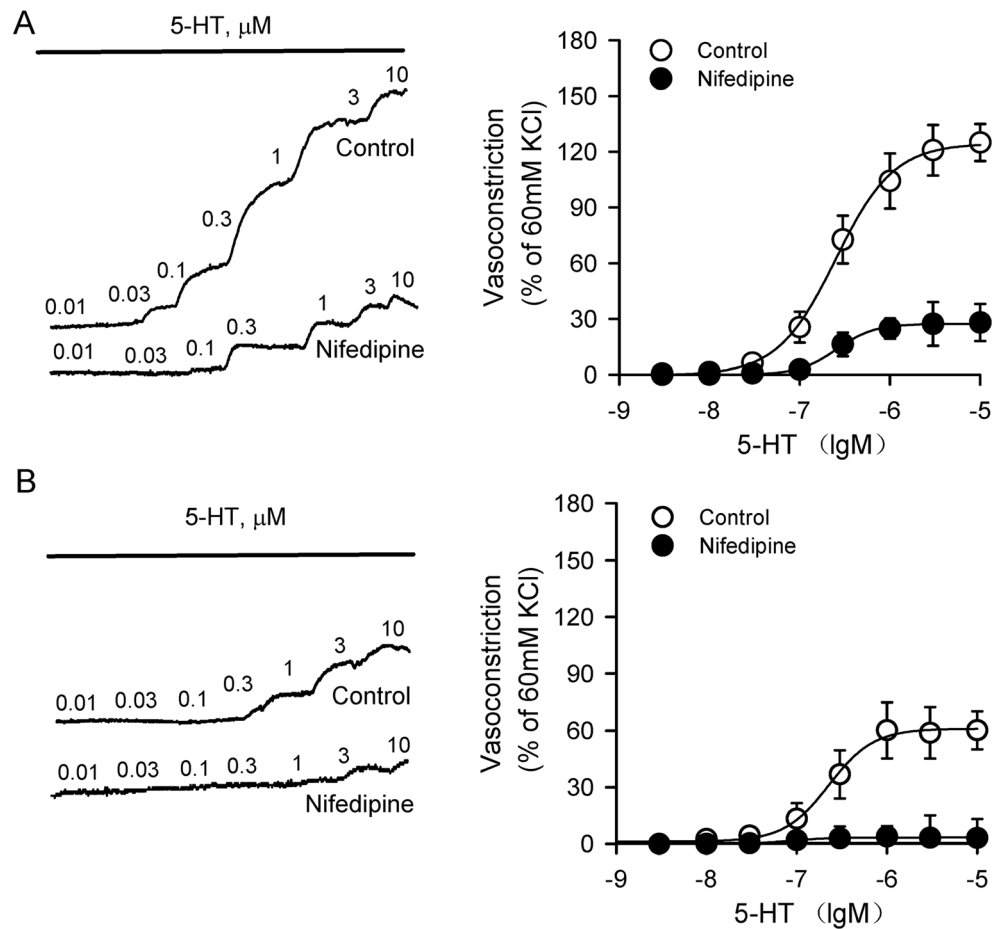 A
5-HT, μM
10
3
Control
1
0.3
0.1
0.03
0.01
10
3
1
0.3
Nifedipine
0.1
0.03
0.01
Vasoconstriction
(% of 60mM KCl)
180
150
120
90
60
30
0
Control
Nifedipine
-9 -8 -7 -6 -5
5-HT （lgM）
B
5-HT, μM
10
3
1
Control
0.3
0.1
0.03
0.01
10
3
1
0.3
0.1
0.03
0.01
Nifedipine
Vasoconstriction
(% of 60mM KCl)
180
150
120
90
60
30
0
Control
Nifedipine
-9 -8 -7 -6 -5
5-HT （lgM）